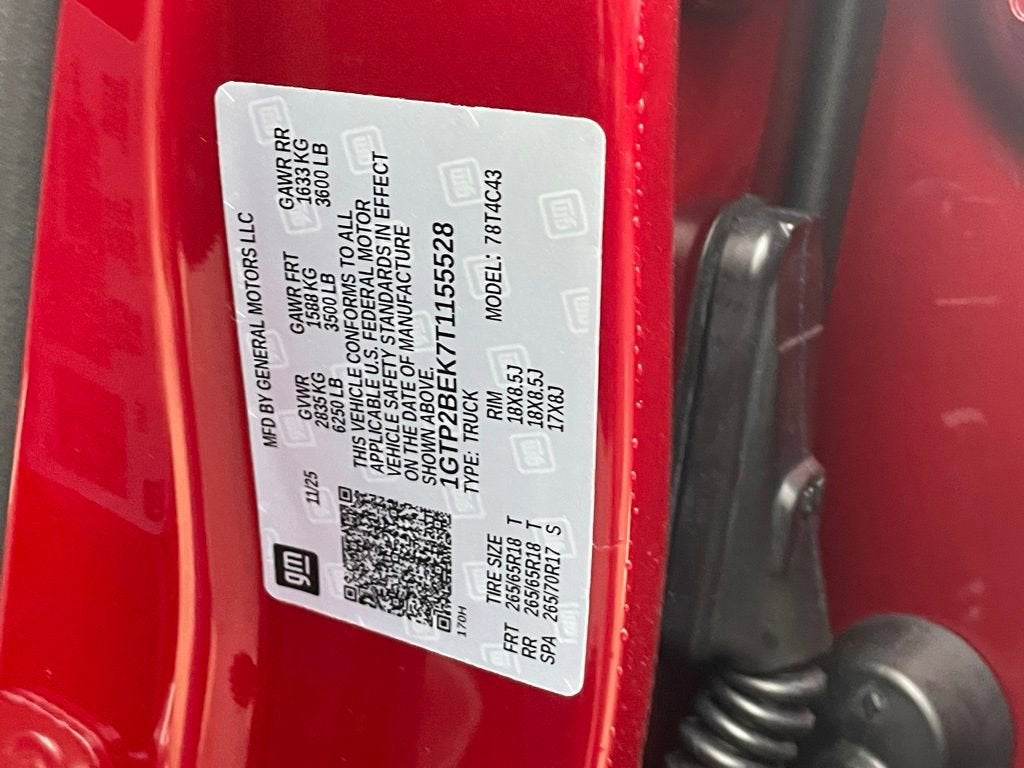 MFD BY GENERAL MOTORS LLC
gm
11/25
GVWR GAWR FRT GAWR RR
2835 KG 1588 KG 1633 KG
6250 LB 3500 LB 3600 LB
THIS VEHICLE CONFORMS TO ALL
APPLICABLE U.S. FEDERAL MOTOR
VEHICLE SAFETY STANDARDS IN EFFECT
ON THE DATE OF MANUFACTURE
SHOWN ABOVE.
1GTP2BEK7T1155528
170H
TYPE: TRUCK MODEL: 78T4C43
TIRE SIZE RIM
FRT 265/65R18 T 18X8.5J
RR 265/65R18 T 18X8.5J
SPA 265/70R17 S 17X8J